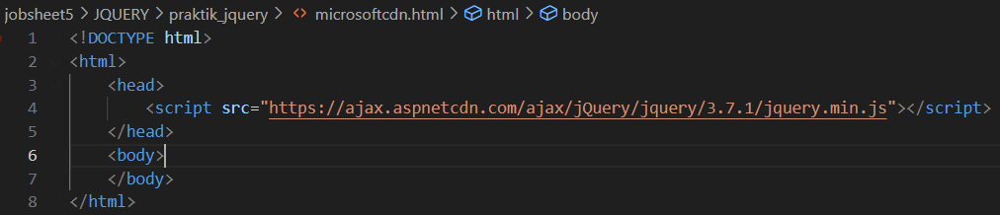 jobsheet5 > JQUERY > praktik_jquery > microsoftcdn.html > html > body
1 <!DOCTYPE html>
2 <html>
3 <head>
4 <script src="https://ajax.aspnetcdn.com/ajax/jQuery/jquery/3.7.1/jquery.min.js"></script>
5 </head>
6 <body>
7 </body>
8 </html>